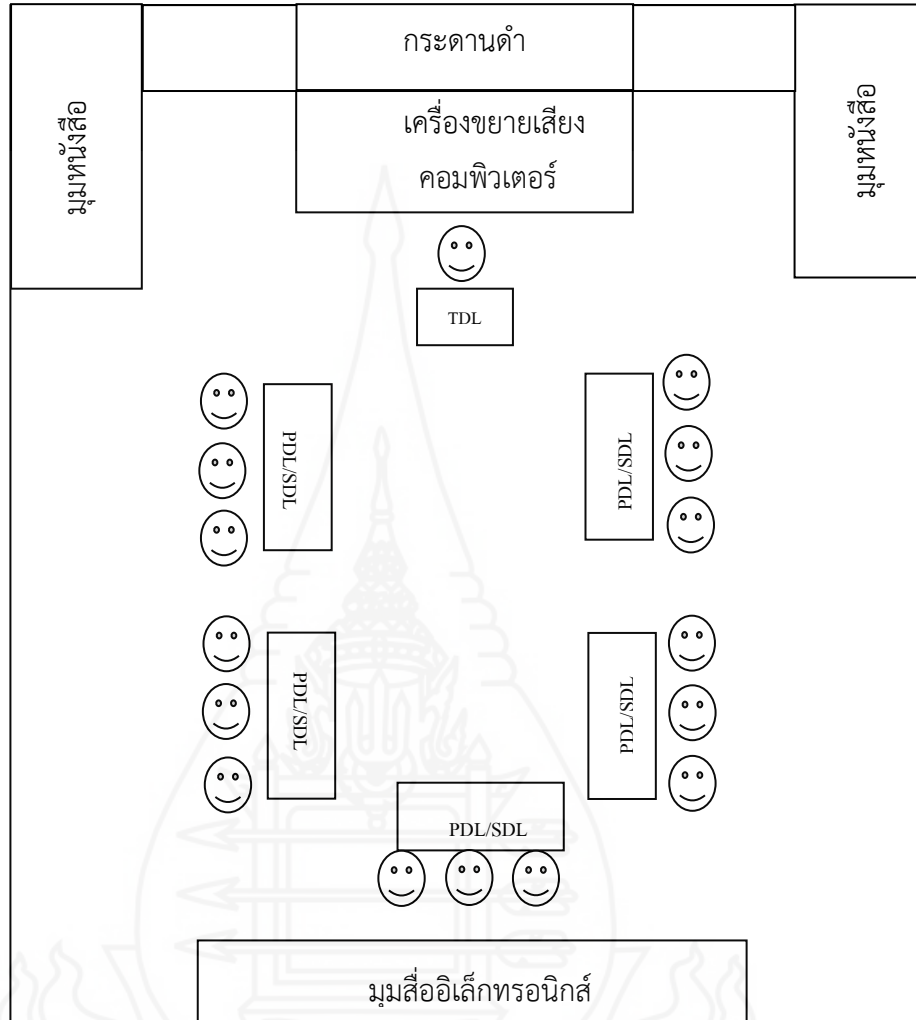 กระดานดำ
มุมหนังสือ
มุมหนังสือ
เครื่องขยายเสียง
คอมพิวเตอร์
TDL
PDL/SDL
PDL/SDL
PDL/SDL
PDL/SDL
PDL/SDL
มุมสื่ออิเล็กทรอนิกส์